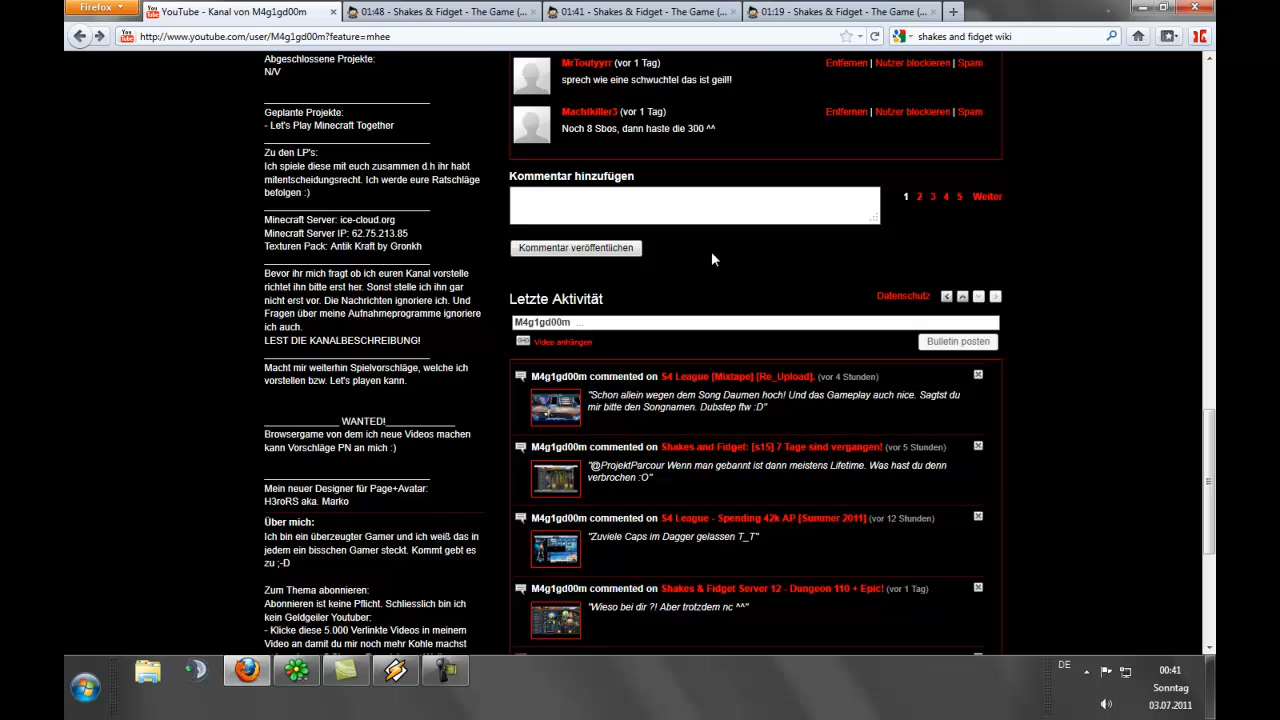 Firefox
YouTube - Kanal von M4g1gd00m
01:48 - Shakes & Fidget - The Game (...
01:41 - Shakes & Fidget - The Game (...
01:19 - Shakes & Fidget - The Game (...
http://www.youtube.com/user/M4g1gd00m?feature=mhee
shakes and fidget wiki
Abgeschlossene Projekte:
N/V
Geplante Projekte:
- Let's Play Minecraft Together
Zu den LP's:
Ich spiele diese mit euch zusammen d.h ihr habt
mitentscheidungsrecht. Ich werde eure Ratschläge
befolgen :)
Minecraft Server: ice-cloud.org
Minecraft Server IP: 62.75.213.85
Texturen Pack: Antik Kraft by Gronkh
Bevor ihr mich fragt ob ich euren Kanal vorstelle
richtet ihn bitte erst her. Sonst stelle ich ihn gar
nicht erst vor. Die Nachrichten ignoriere ich. Und
Fragen über meine Aufnahmeprogramme ignoriere
ich auch.
LEST DIE KANALBESCHREIBUNG!
Macht mir weiterhin Spielvorschläge, welche ich
vorstellen bzw. Let's playen kann.
______________ WANTED!______________
Browsergame von dem ich neue Videos machen
kann Vorschläge PN an mich :)
Mein neuer Designer für Page+Avatar:
H3roRS aka. Marko
Über mich:
Ich bin ein überzeugter Gamer und ich weiß das in
jedem ein bisschen Gamer steckt. Kommt gebt es
zu ;-D
Zum Thema abonnieren:
Abonnieren ist keine Pflicht. Schliesslich bin ich
kein Geldgeiler Youtuber:
- Klicke diese 5.000 Verlinkte Videos in meinem
Video an damit du mir noch mehr Kohle machst
MrToutyyrr (vor 1 Tag)
Entfernen | Nutzer blockieren | Spam
sprech wie eine schwuchtel das ist geil!!
Machtkiller3 (vor 1 Tag)
Entfernen | Nutzer blockieren | Spam
Noch 8 Sbos, dann haste die 300 ^^
Kommentar hinzufügen
1 2 3 4 5 Weiter
Kommentar veröffentlichen
Letzte Aktivität
Datenschutz
M4g1gd00m ...
Video anhängen
Bulletin posten
M4g1gd00m commented on S4 League [Mixtape] [Re_Upload]. (vor 4 Stunden)
"Schon allein wegen dem Song Daumen hoch! Und das Gameplay auch nice. Sagtst du
mir bitte den Songnamen. Dubstep ftw :D"
M4g1gd00m commented on Shakes and Fidget: [s15] 7 Tage sind vergangen! (vor 5 Stunden)
"@ProjektParcour Wenn man gebannt ist dann meistens Lifetime. Was hast du denn
verbrochen :O"
M4g1gd00m commented on S4 League - Spending 42k AP [Summer 2011] (vor 12 Stunden)
"Zuviele Caps im Dagger gelassen T_T"
M4g1gd00m commented on Shakes & Fidget Server 12 - Dungeon 110 + Epic! (vor 1 Tag)
"Wieso bei dir ?! Aber trotzdem nc ^^"
DE
00:41
Sonntag
03.07.2011